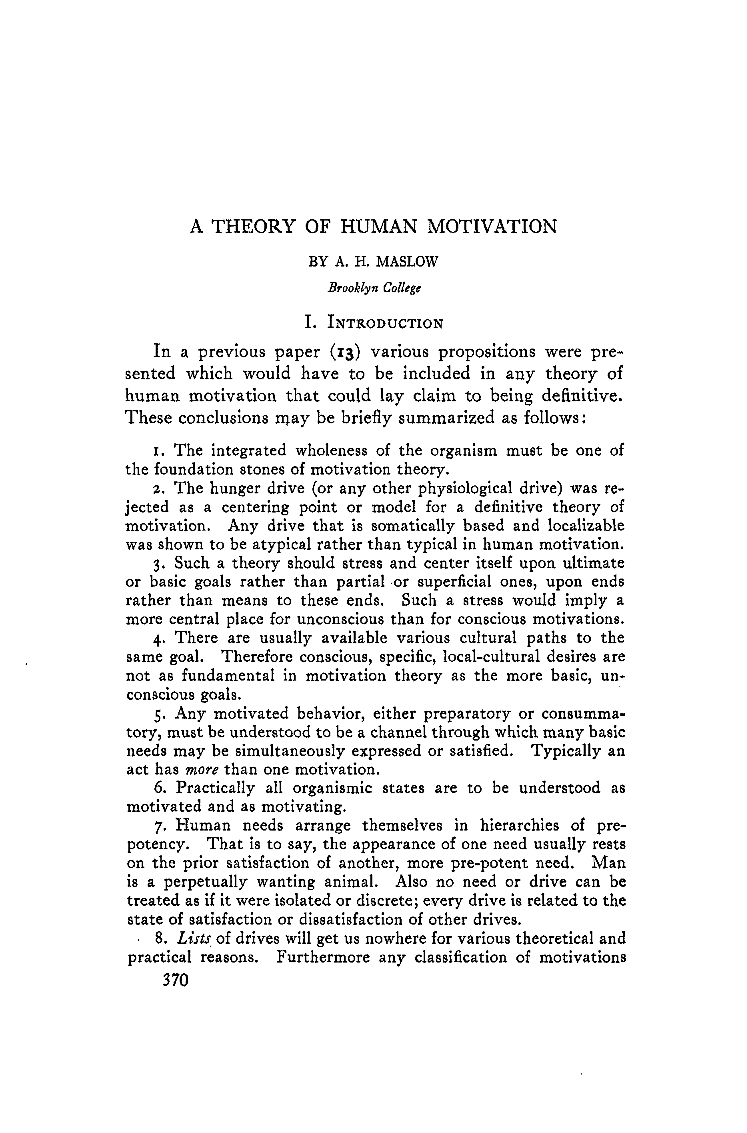 A THEORY OF HUMAN MOTIVATION
BY A. H. MASLOW
Brooklyn College
I. INTRODUCTION
In a previous paper (13) various propositions were pre-
sented which would have to be included in any theory of
human motivation that could lay claim to being definitive.
These conclusions may be briefly summarized as follows:
1. The integrated wholeness of the organism must be one of
the foundation stones of motivation theory.
2. The hunger drive (or any other physiological drive) was re-
jected as a centering point or model for a definitive theory of
motivation. Any drive that is somatically based and localizable
was shown to be atypical rather than typical in human motivation.
3. Such a theory should stress and center itself upon ultimate
or basic goals rather than partial or superficial ones, upon ends
rather than means to these ends. Such a stress would imply a
more central place for unconscious than for conscious motivations.
4. There are usually available various cultural paths to the
same goal. Therefore conscious, specific, local-cultural desires are
not as fundamental in motivation theory as the more basic, un-
conscious goals.
5. Any motivated behavior, either preparatory or consumma-
tory, must be understood to be a channel through which many basic
needs may be simultaneously expressed or satisfied. Typically an
act has more than one motivation.
6. Practically all organismic states are to be understood as
motivated and as motivating.
7. Human needs arrange themselves in hierarchies of pre-
potency. That is to say, the appearance of one need usually rests
on the prior satisfaction of another, more pre-potent need. Man
is a perpetually wanting animal. Also no need or drive can be
treated as if it were isolated or discrete; every drive is related to the
state of satisfaction or dissatisfaction of other drives.
8. Lists of drives will get us nowhere for various theoretical and
practical reasons. Furthermore any classification of motivations
370